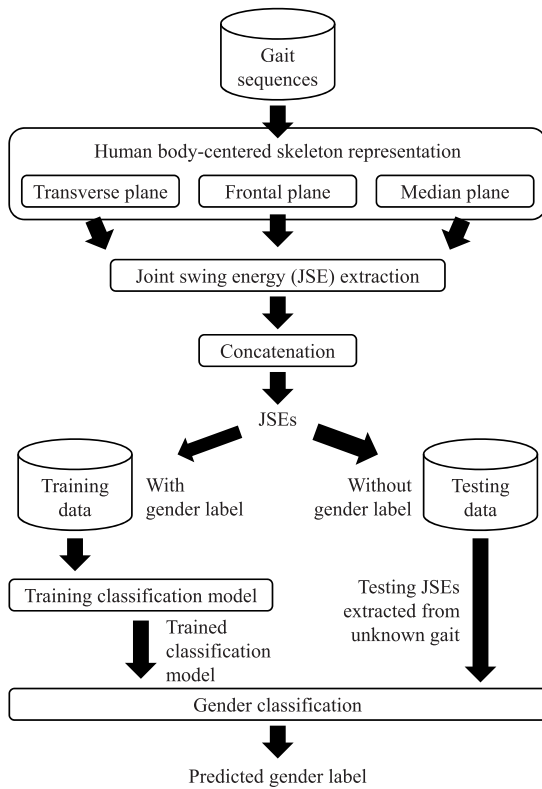 Gait
sequences
Human body-centered skeleton representation
Transverse plane
Frontal plane
Median plane
Joint swing energy (JSE) extraction
Concatenation
JSEs
Training
data
With
gender label
Without
gender label
Testing
data
Training classification model
Trained
classification
model
Testing JSEs
extracted from
unknown gait
Gender classification
Predicted gender label